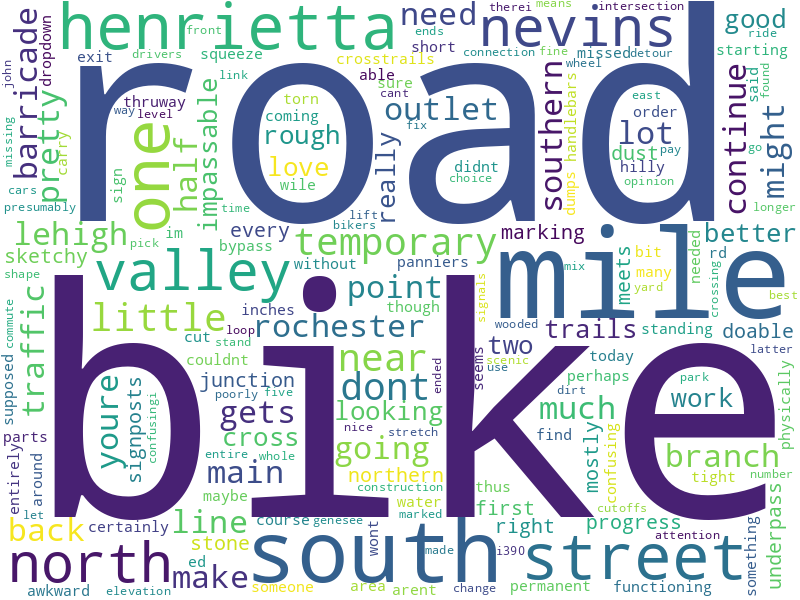 road
bike
mile
south
henrietta
nevins
north
street
valley
one
little
temporary
lehigh
barricade
pretty
half
impassable
need
outlet
southern
lot
continue
might
good
john
dropdown
missing
exit
thruway
way
level
squeeze
front
crosstrails
short
able
sure
therei
means
ends
drivers
connection
fine
missed
intersection
ride
detour
wheel
starting
said
found
link
torn
coming
rough
fix
cant
order
east
pay
love
wile
really
didnt
choice
dust
hilly
dumps
handlebars
opinion
go
longer
carry
cars
sign
presumably
time
lift
bikers
every
im
bypass
pick
sketchy
shape
without
panniers
though
marking
meets
bit
many
rd
needed
crossing
better
yard
best
point
inches
loop
cut
stand
rochester
near
signals
mix
wooded
scenic
use
trails
two
standing
doable
latter
today
perhaps
physically
traffic
commute
supposed
youre
signposts
confusingi
couldnt
junction
poorly
five
dont
ended
seems
looking
gets
cross
entire
whole
nice
stretch
dirt
park
work
much
find
mostly
confusing
branch
tight
number
parts
entirely
around
let
main
going
northern
maybe
construction
water
thus
first
cutoffs
underpass
back
certainly
line
course
genesee
marked
right
progress
attention
something
stone
ed
someone
area
wont
made
arent
change
i390
permanent
functioning
make
elevation
awkward